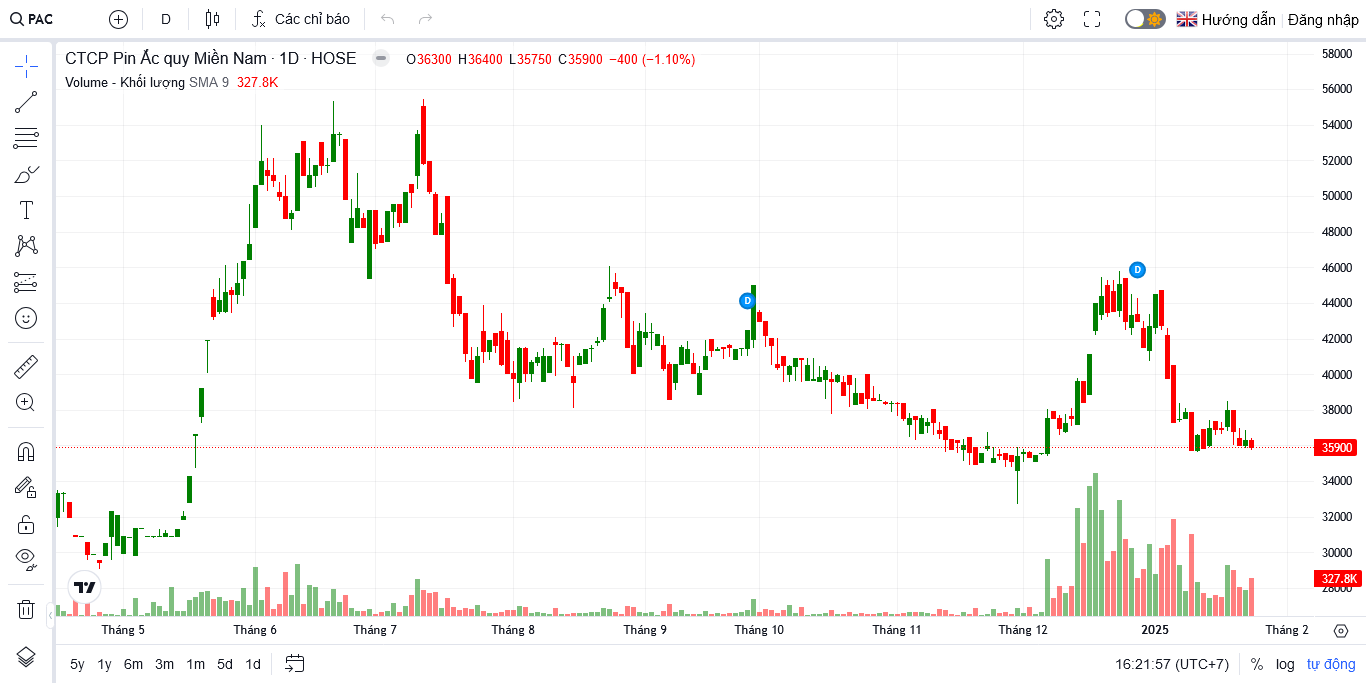 PAC D Các chỉ báo Hướng dẫn Đăng nhập
CTCP Pin Ắc quy Miền Nam · 1D · HOSE O36300 H36400 L35750 C35900 −400 (−1.10%)
Volume - Khối lượng SMA 9 327.8K
58000
56000
54000
52000
50000
48000
46000
44000
42000
40000
38000
35900
34000
32000
30000
327.8K
28000
D
D
Tháng 5 Tháng 6 Tháng 7 Tháng 8 Tháng 9 Tháng 10 Tháng 11 Tháng 12 2025 Tháng 2
5y 1y 6m 3m 1m 5d 1d 16:21:57 (UTC+7) % log tự động